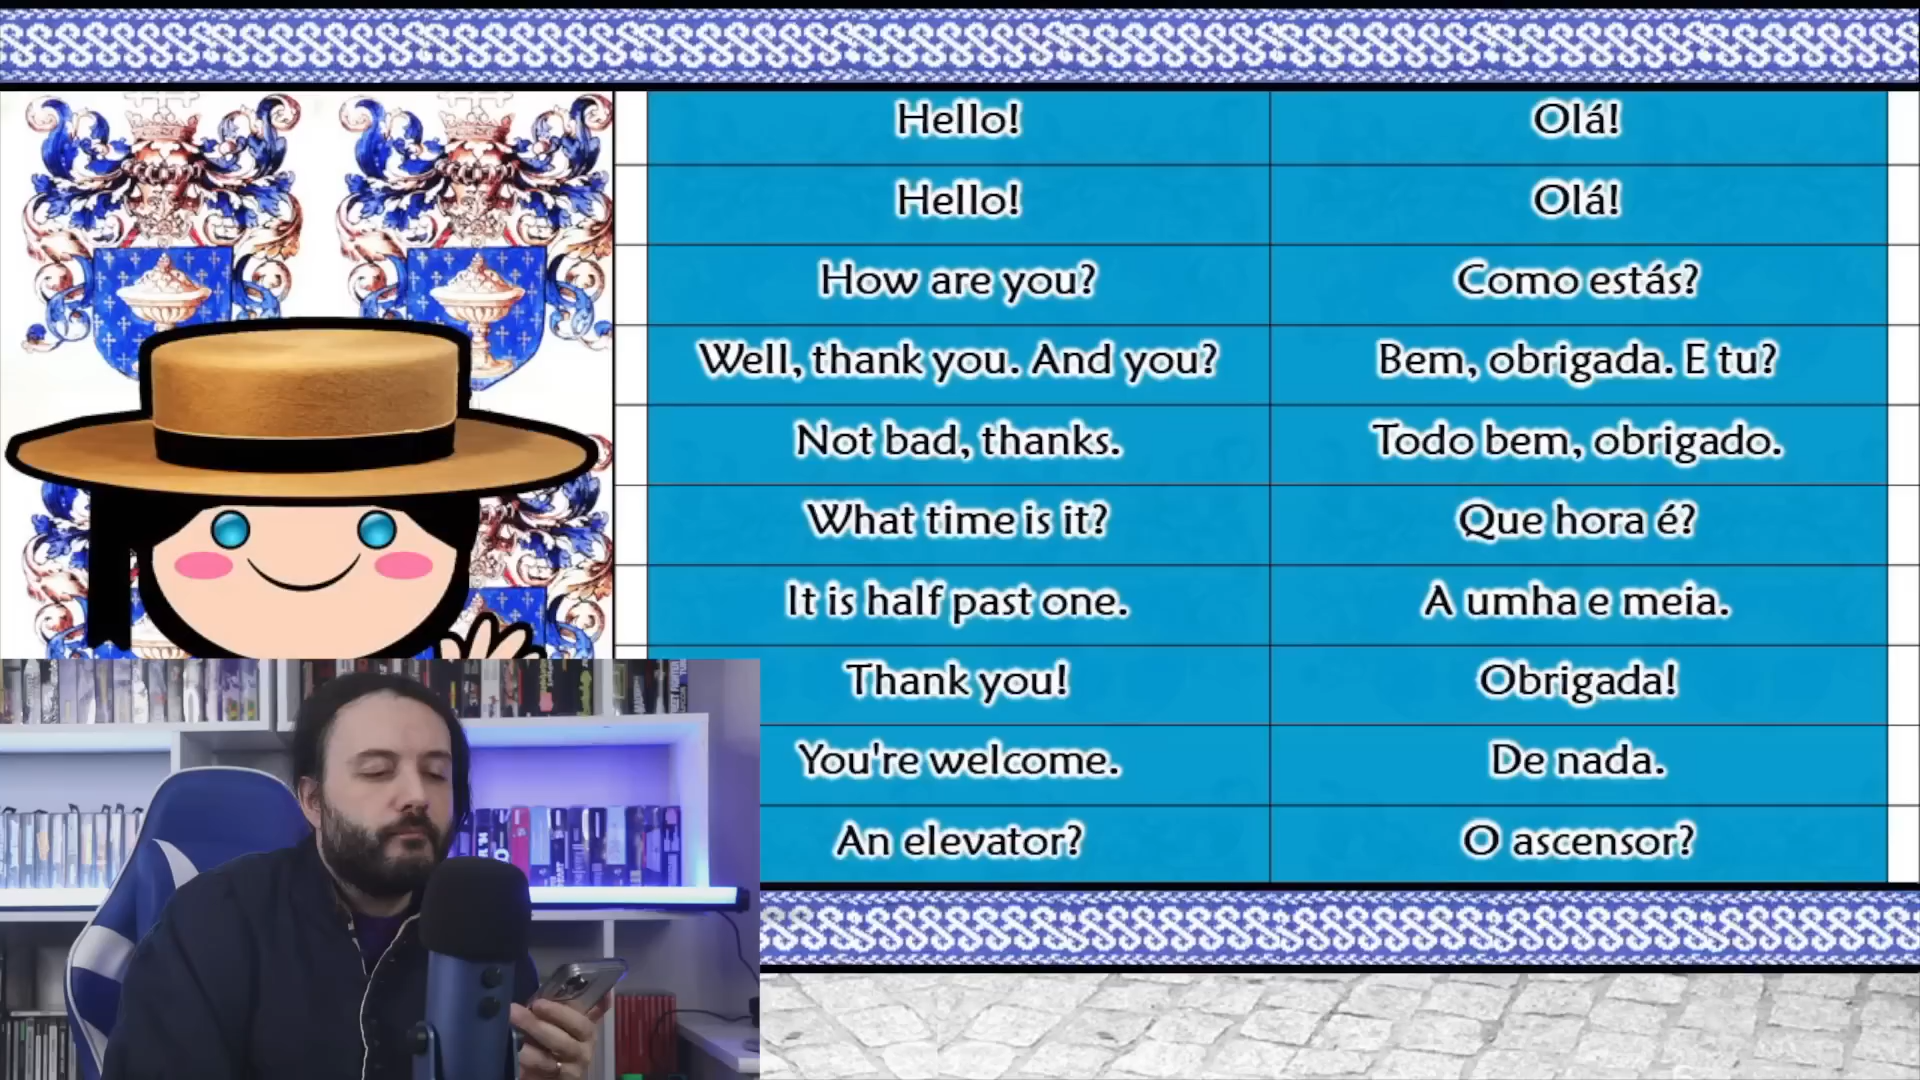 Hello! Olá!
Hello! Olá!
How are you? Como estás?
Well, thank you. And you? Bem, obrigada. E tu?
Not bad, thanks. Todo bem, obrigado.
What time is it? Que hora é?
It is half past one. A umha e meia.
Thank you! Obrigada!
You're welcome. De nada.
An elevator? O ascensor?